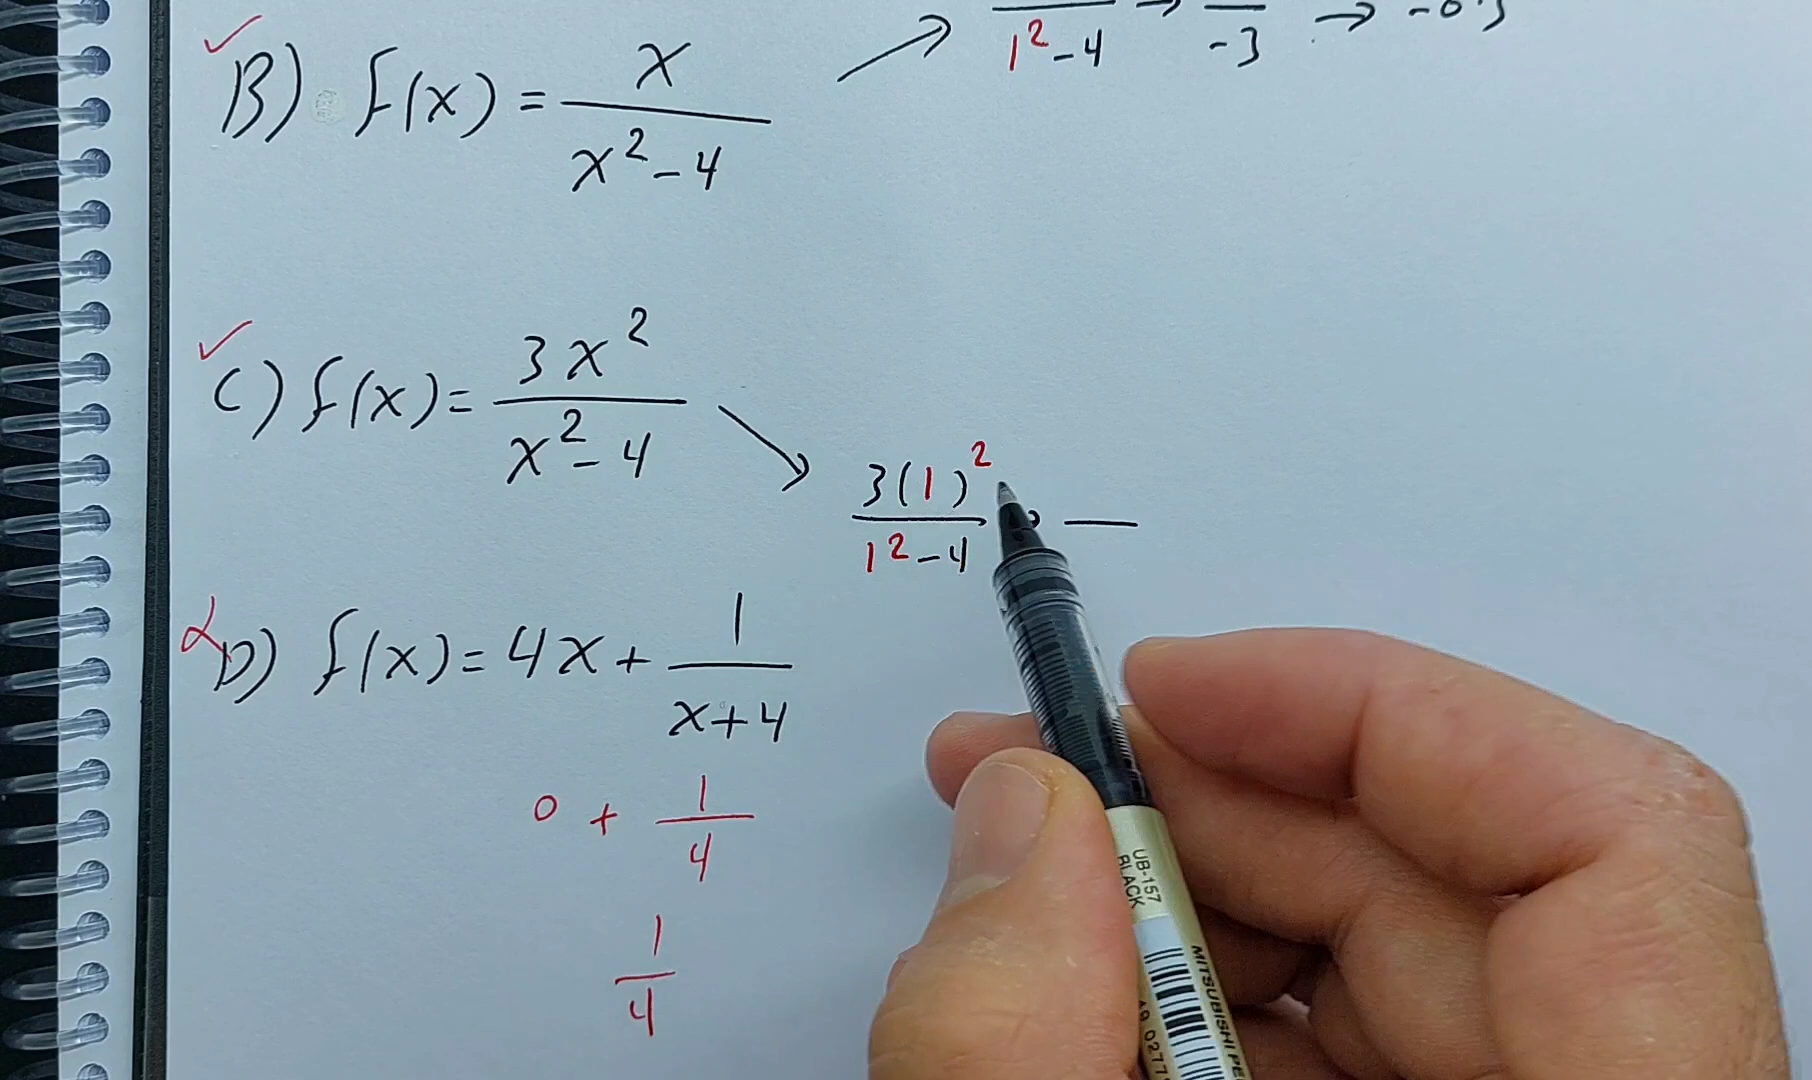 1² - 4 → -3 → -0.3
B) f(x) = x / x² - 4
C) f(x) = 3x² / x² - 4
3(1)² / 1² - 4
D) f(x) = 4x + 1 / x + 4
0 + 1 / 4
1 / 4
UB-157
BLACK
MITSUBISHI PE